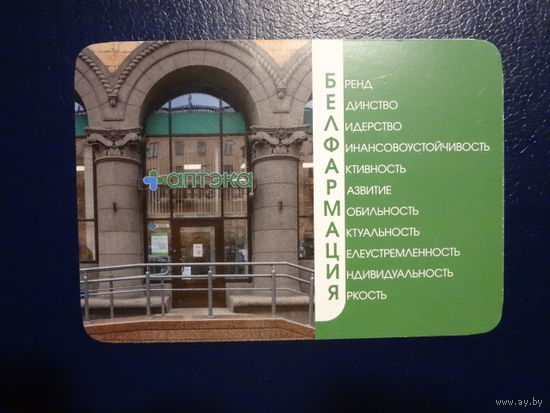 аптэка
БРЕНД
ЕДИНСТВО
ЛИДЕРСТВО
ФИНАНСОВОУСТОЙЧИВОСТЬ
АКТИВНОСТЬ
РАЗВИТИЕ
МОБИЛЬНОСТЬ
АКТУАЛЬНОСТЬ
ЦЕЛЕУСТРЕМЛЕННОСТЬ
ИНДИВИДУАЛЬНОСТЬ
ЯРКОСТЬ
www.ay.by